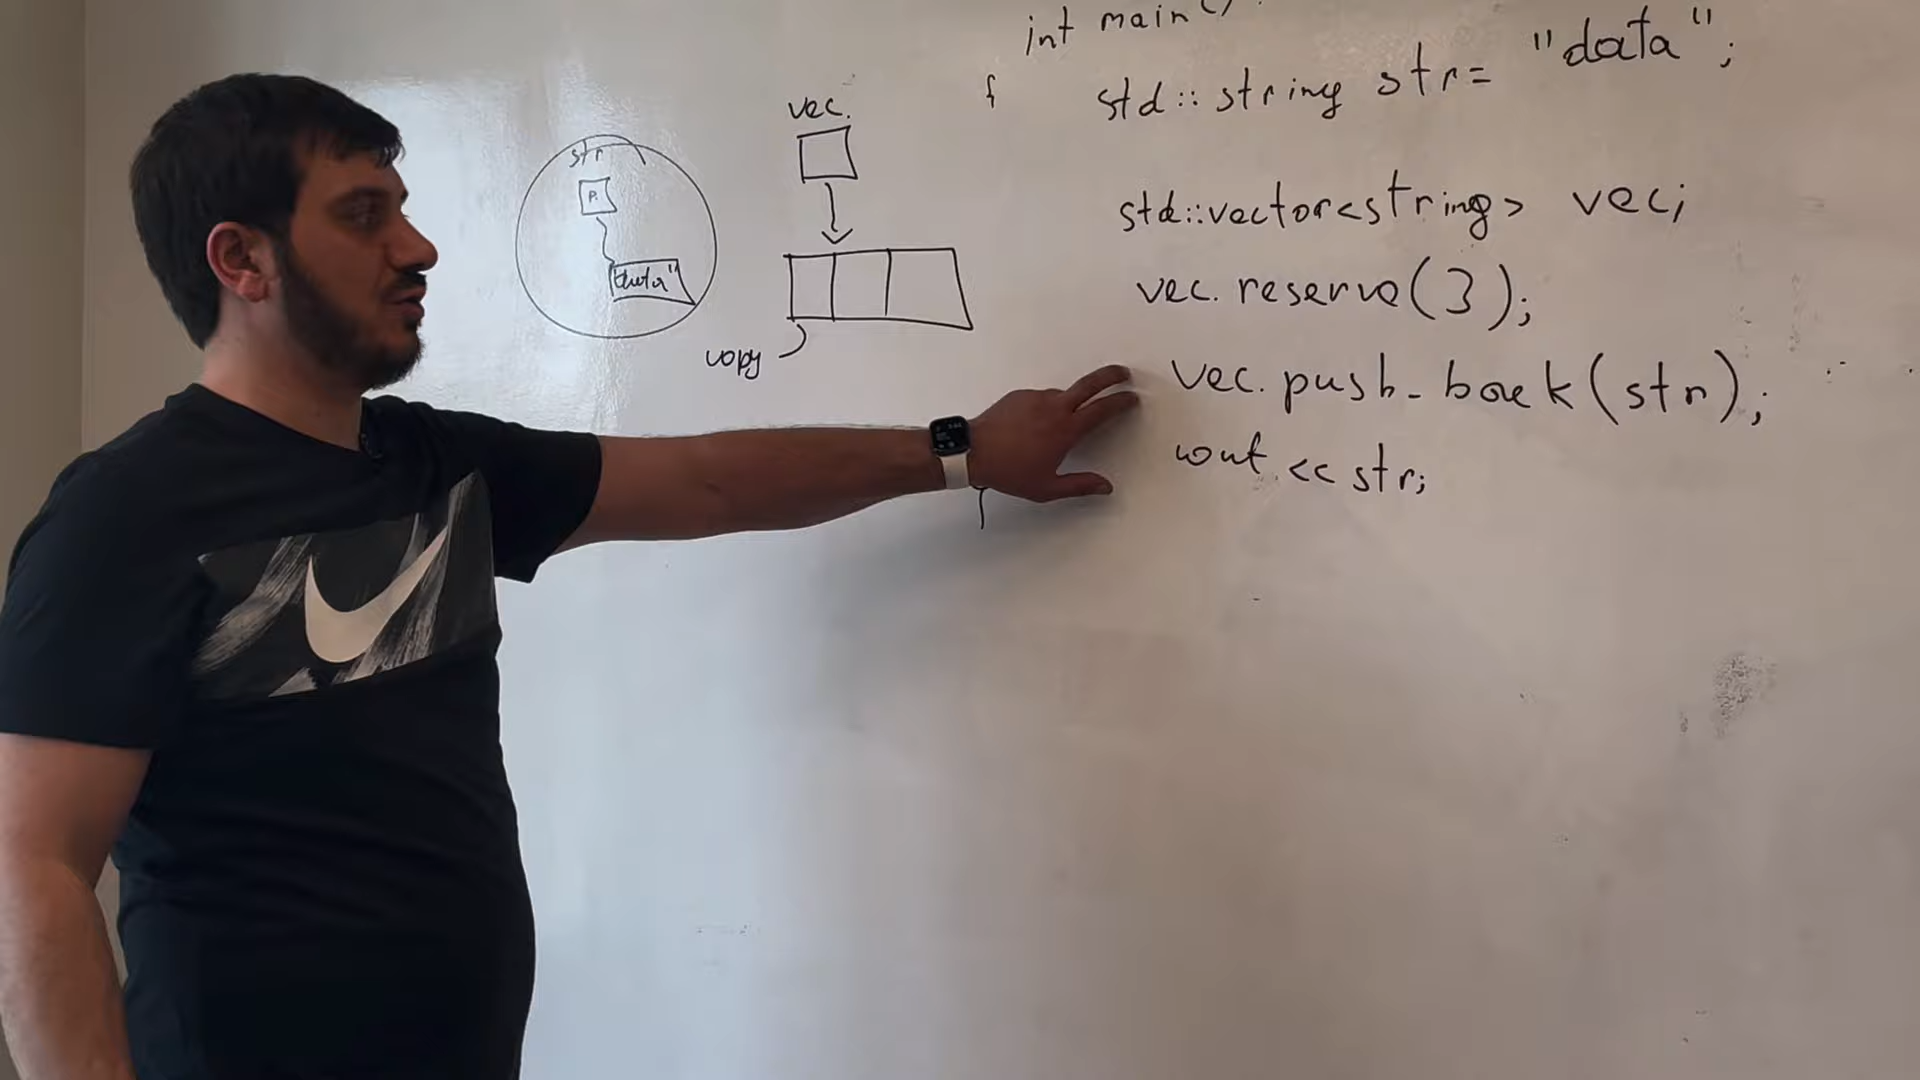 str
P.
"data"
vec.
copy
int main()
{
std::string str= "data";
std::vector<string> vec;
vec. reserve(3);
vec. push_back(str);
cout << str;